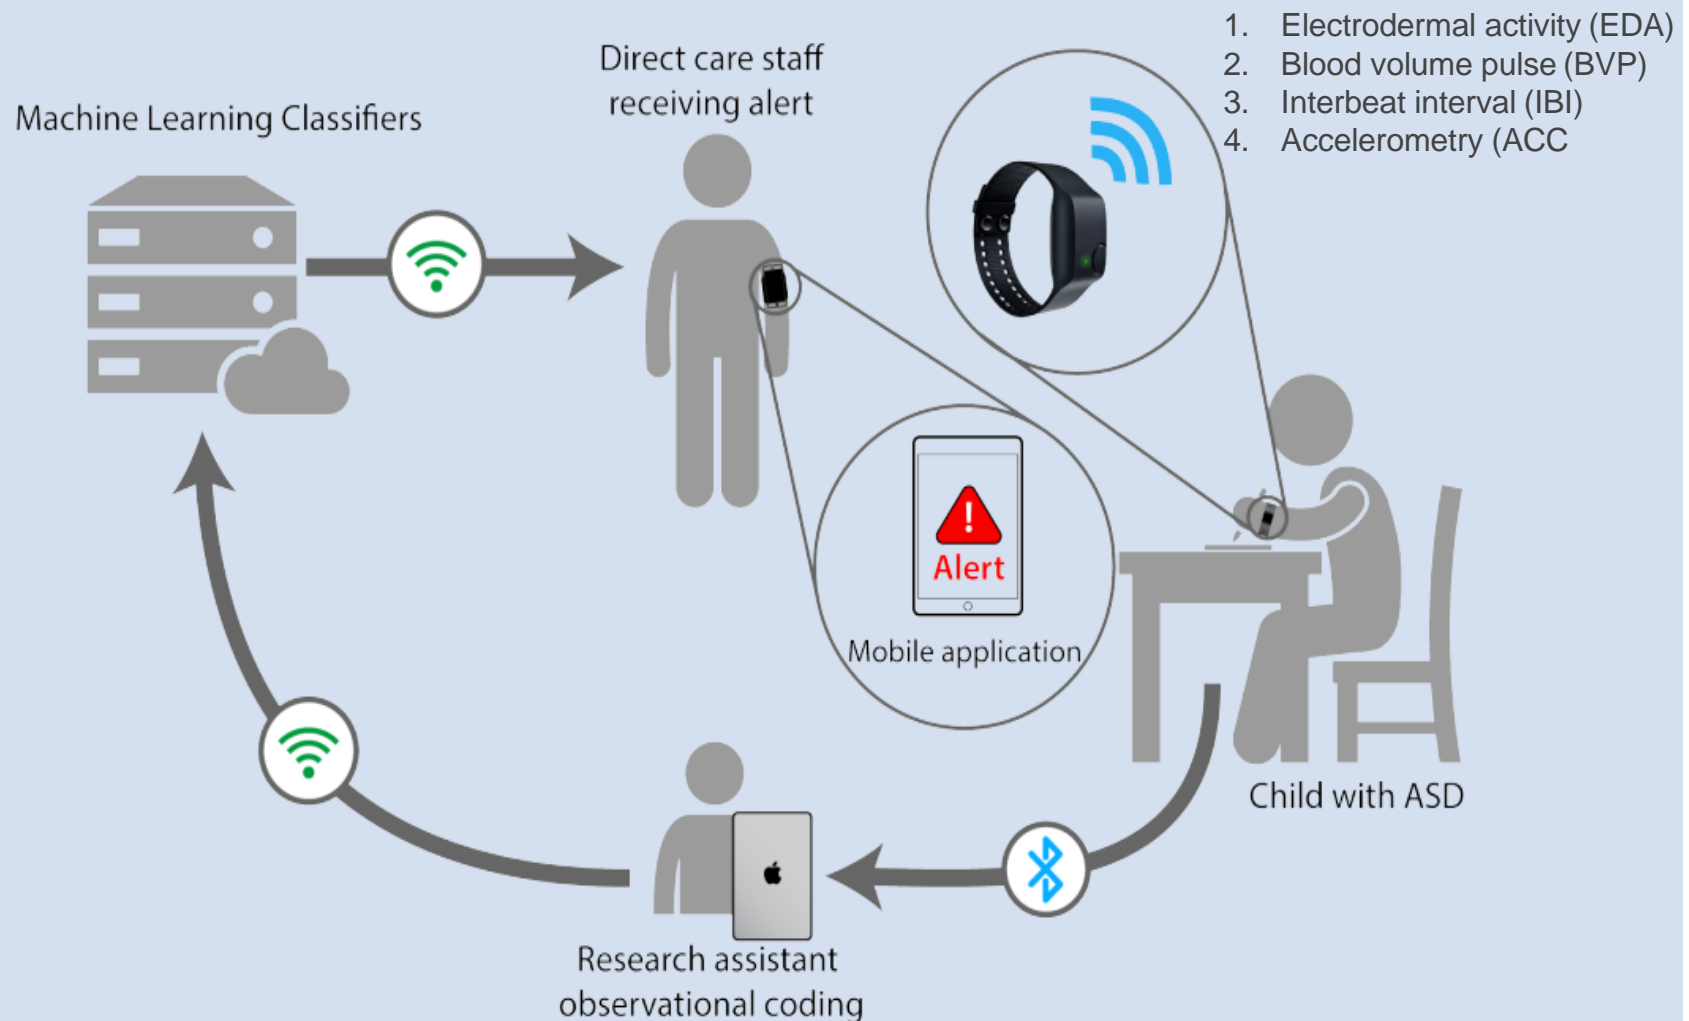 1. Electrodermal activity (EDA)
2. Blood volume pulse (BVP)
3. Interbeat interval (IBI)
4. Accelerometry (ACC
Direct care staff
receiving alert
Machine Learning Classifiers
!
Alert
Mobile application
Child with ASD
Research assistant
observational coding